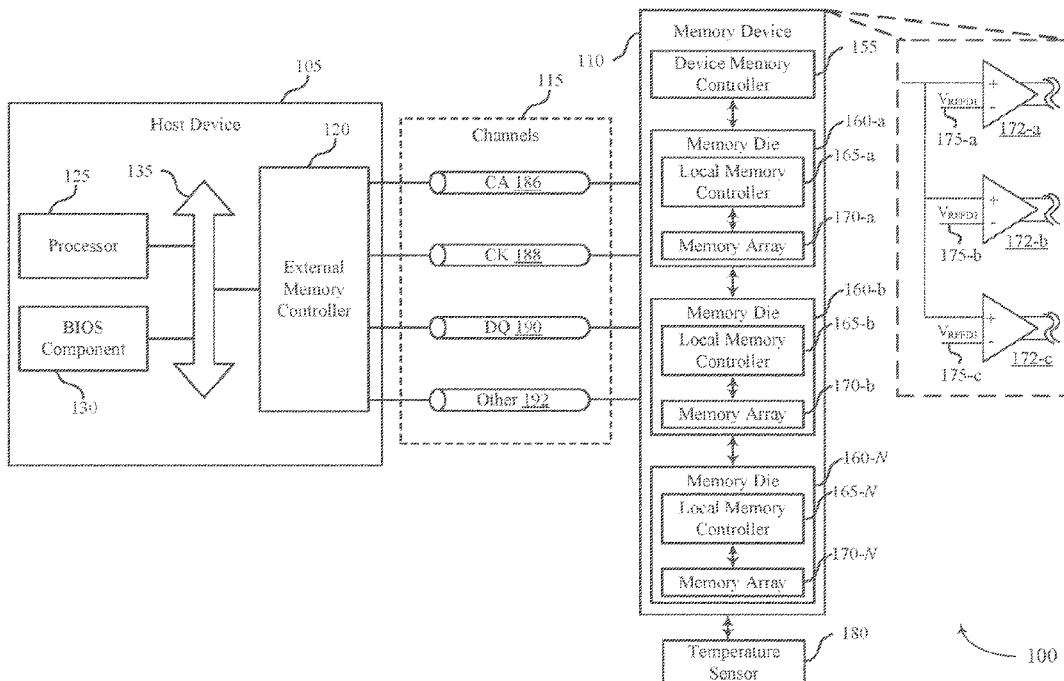 Host Device
105
120
135
125
Processor
External
Memory
Controller
BIOS
Component
130
115
Channels
CA 186
CK 188
DQ 190
Other 192
110
Memory Device
155
Device Memory
Controller
160-a
Memory Die
165-a
Local Memory
Controller
170-a
Memory Array
160-b
Memory Die
165-b
Local Memory
Controller
170-b
Memory Array
160-N
Memory Die
165-N
Local Memory
Controller
170-N
Memory Array
180
Temperature
Sensor
+
VREFD1
-
175-a
172-a
+
VREFD2
-
175-b
172-b
+
VREFD3
-
175-c
172-c
100